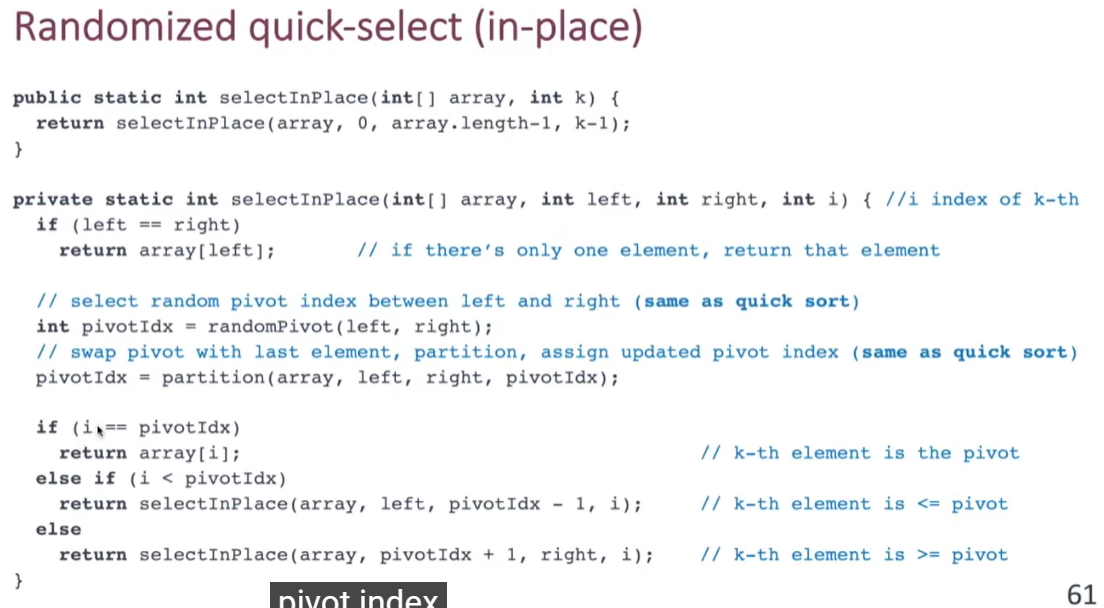 Randomized quick-select (in-place)
public static int selectInPlace(int[] array, int k) {
  return selectInPlace(array, 0, array.length-1, k-1);
}
private static int selectInPlace(int[] array, int left, int right, int i) { //i index of k-th
  if (left == right)
    return array[left];       // if there's only one element, return that element
  // select random pivot index between left and right (same as quick sort)
  int pivotIdx = randomPivot(left, right);
  // swap pivot with last element, partition, assign updated pivot index (same as quick sort)
  pivotIdx = partition(array, left, right, pivotIdx);
  if (i == pivotIdx)
    return array[i];                                        // k-th element is the pivot
  else if (i < pivotIdx)
    return selectInPlace(array, left, pivotIdx - 1, i);     // k-th element is <= pivot
  else
    return selectInPlace(array, pivotIdx + 1, right, i);    // k-th element is >= pivot
}
pivot index
61